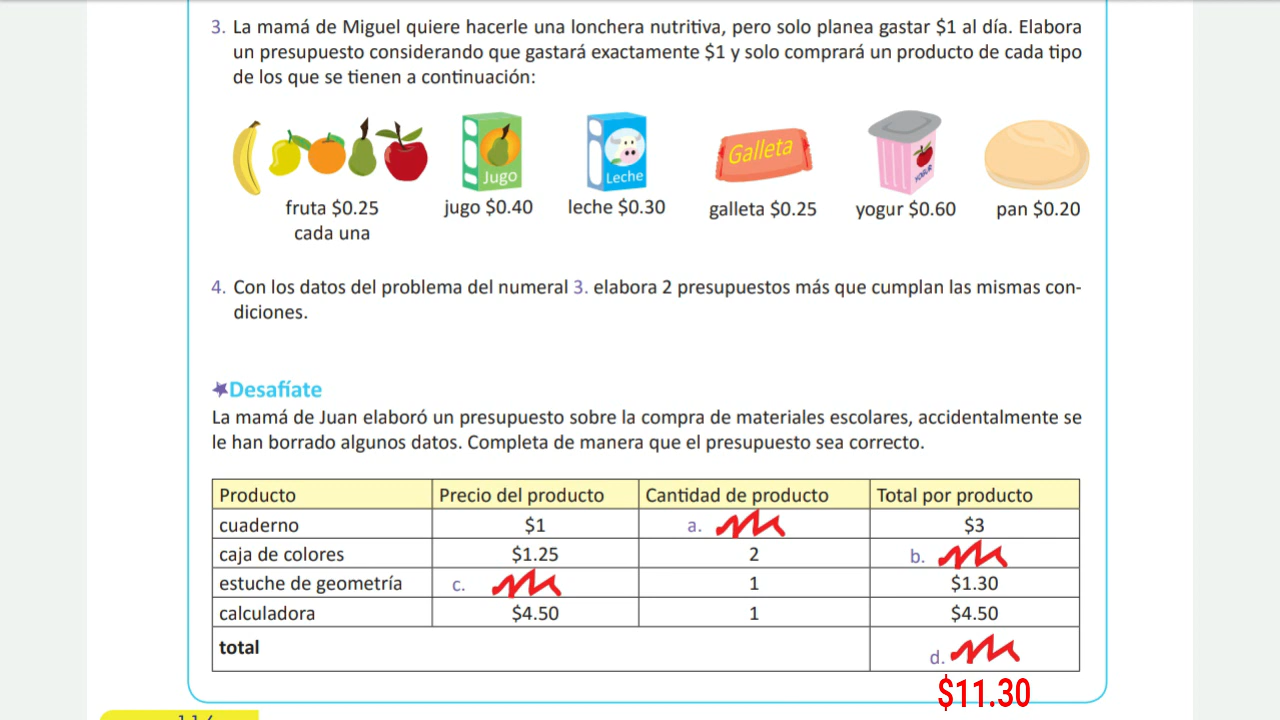 3. La mamá de Miguel quiere hacerle una lonchera nutritiva, pero solo planea gastar $1 al día. Elabora
un presupuesto considerando que gastará exactamente $1 y solo comprará un producto de cada tipo
de los que se tienen a continuación:
Jugo
Leche
Galleta
YOGUR
fruta $0.25
cada una
jugo $0.40
leche $0.30
galleta $0.25
yogur $0.60
pan $0.20
4. Con los datos del problema del numeral 3. elabora 2 presupuestos más que cumplan las mismas con-
diciones.
Desafíate
La mamá de Juan elaboró un presupuesto sobre la compra de materiales escolares, accidentalmente se
le han borrado algunos datos. Completa de manera que el presupuesto sea correcto.
Producto Precio del producto Cantidad de producto Total por producto
cuaderno $1 a. $3
caja de colores $1.25 2 b.
estuche de geometría c. 1 $1.30
calculadora $4.50 1 $4.50
total d.
$11.30